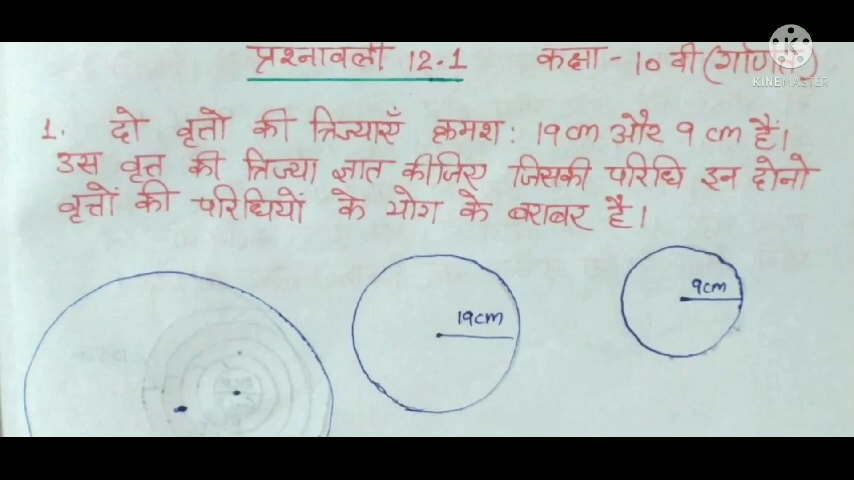 प्रश्नावली 12.1 कक्षा - 10 वी (गणित)
KINEMASTER
1. दो वृत्तो की त्रिज्याएँ क्रमश: 19 cm और 9 cm हैं।
उस वृत्त की त्रिज्या ज्ञात कीजिए जिसकी परिधि इन दोनो
वृत्तों की परिधियों के योग के बराबर है।
9cm
19cm